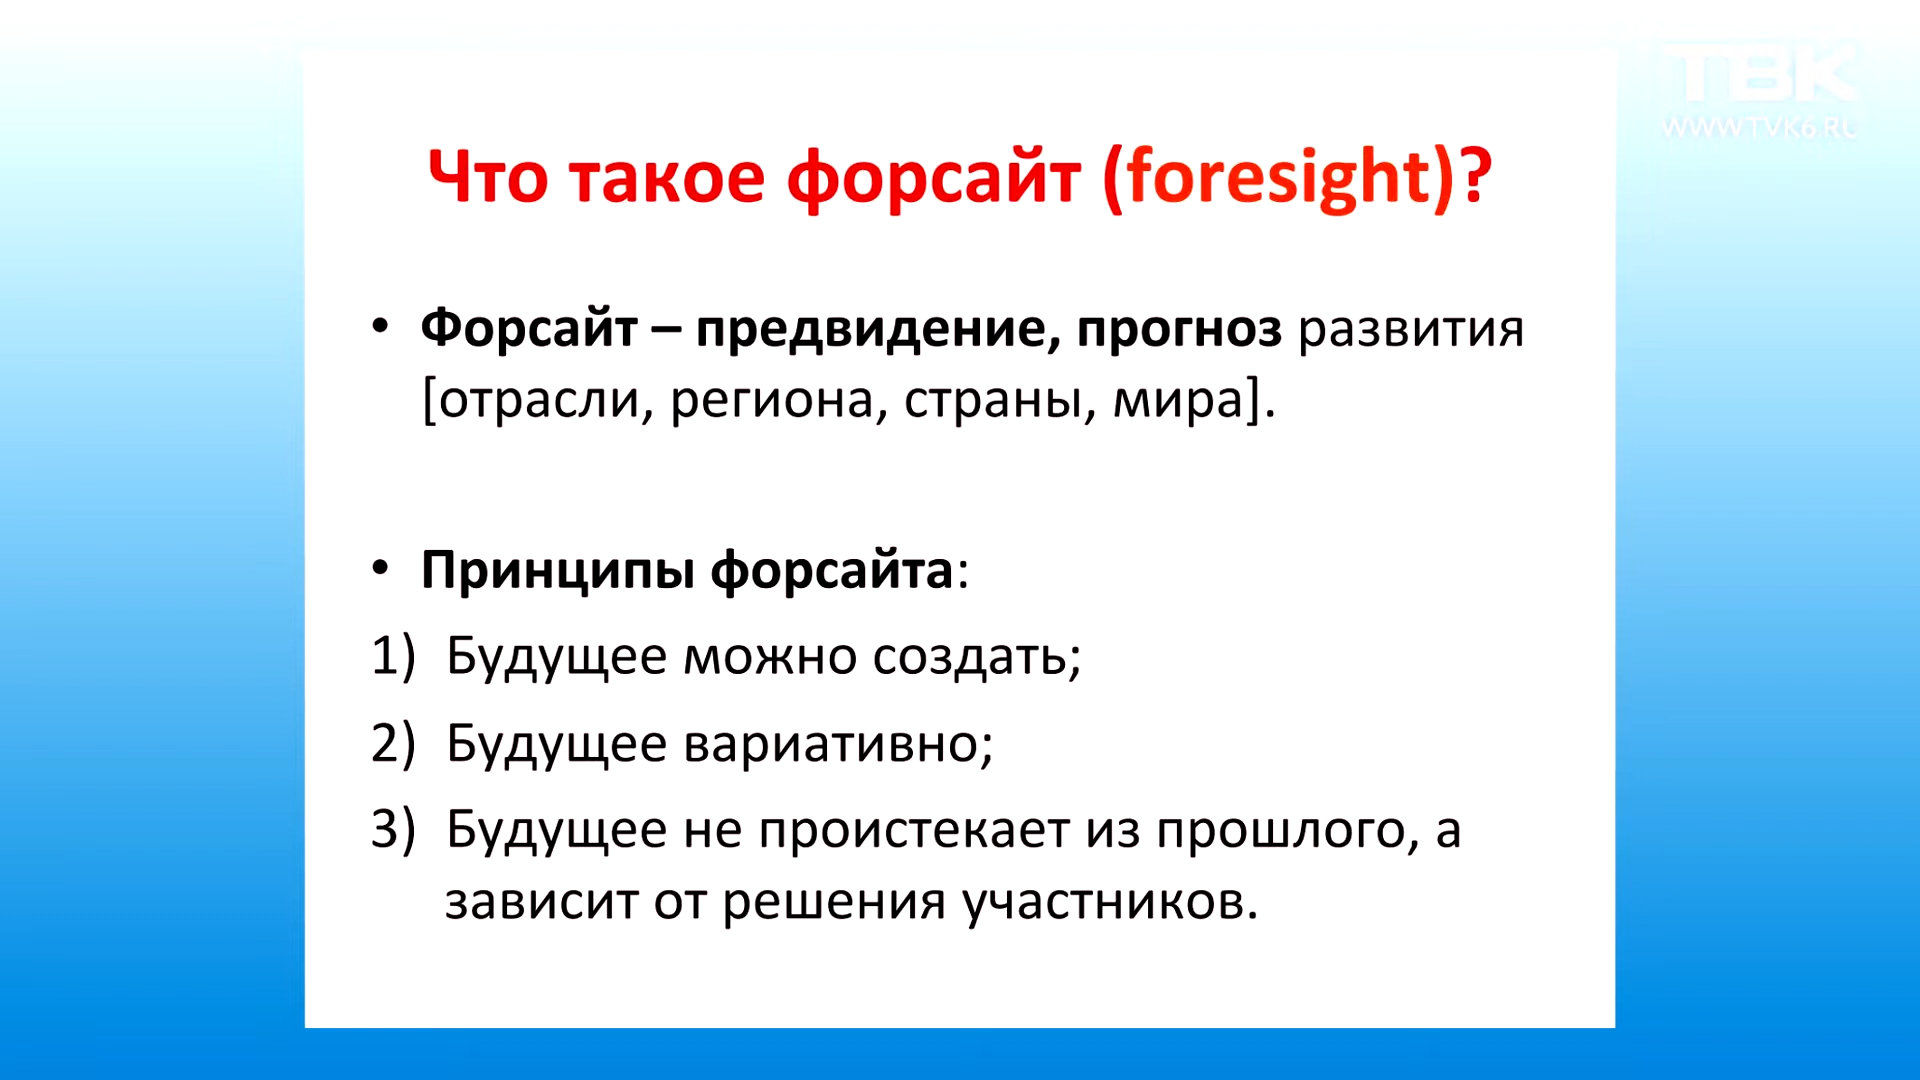 ТВК
WWW.TVK6.RU
Что такое форсайт (foresight)?
• Форсайт – предвидение, прогноз развития
[отрасли, региона, страны, мира].
• Принципы форсайта:
1) Будущее можно создать;
2) Будущее вариативно;
3) Будущее не проистекает из прошлого, а
зависит от решения участников.